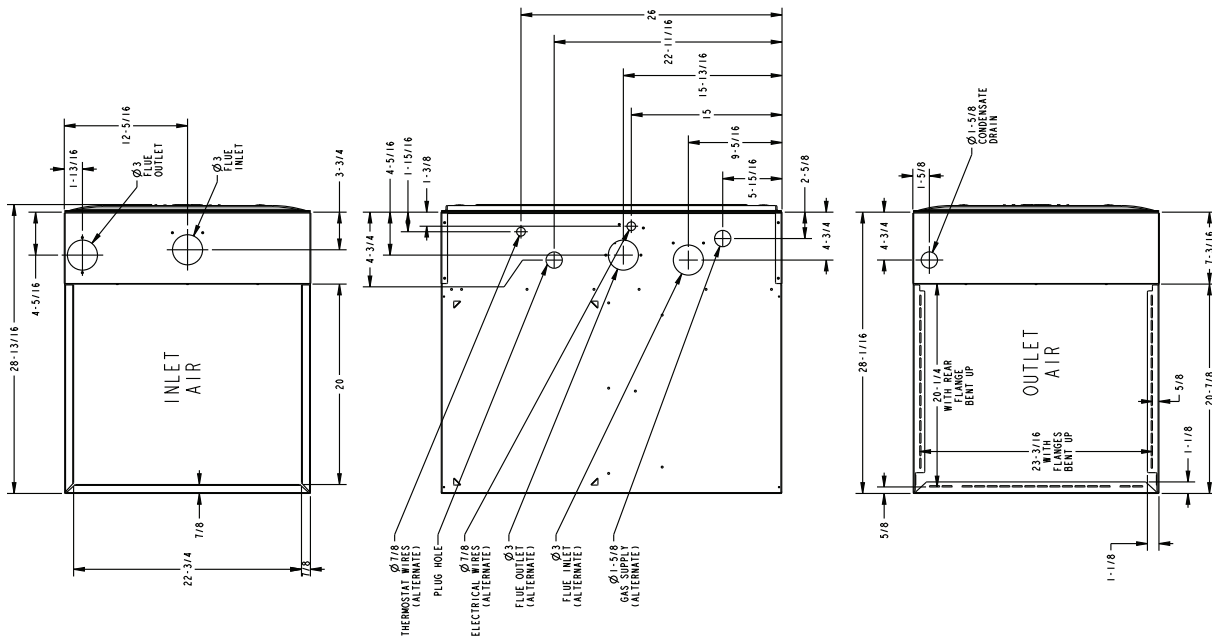 28-13/16
4-5/16
1-13/16
12-5/16
Ø3
FLUE
OUTLET
Ø3
FLUE
INLET
3-3/4
INLET
AIR
20
7/8
22-3/4
7/8
26
22-11/16
15-13/16
15
9-5/16
5-15/16
4-3/4
4-5/16
1-15/16
1-3/8
2-5/8
4-3/4
Ø7/8
THERMOSTAT WIRES
(ALTERNATE)
PLUG HOLE
Ø7/8
ELECTRICAL WIRES
(ALTERNATE)
Ø3
FLUE OUTLET
(ALTERNATE)
Ø3
FLUE INLET
(ALTERNATE)
Ø1-5/8
GAS SUPPLY
(ALTERNATE)
28-1/16
4-3/4
1-5/8
Ø1-5/8
CONDENSATE
DRAIN
7-3/16
20-1/4
WITH REAR
FLANGE
BENT UP
OUTLET
AIR
23-3/16
WITH
FLANGES
BENT UP
5/8
20-7/8
1-1/8
5/8
1-1/8